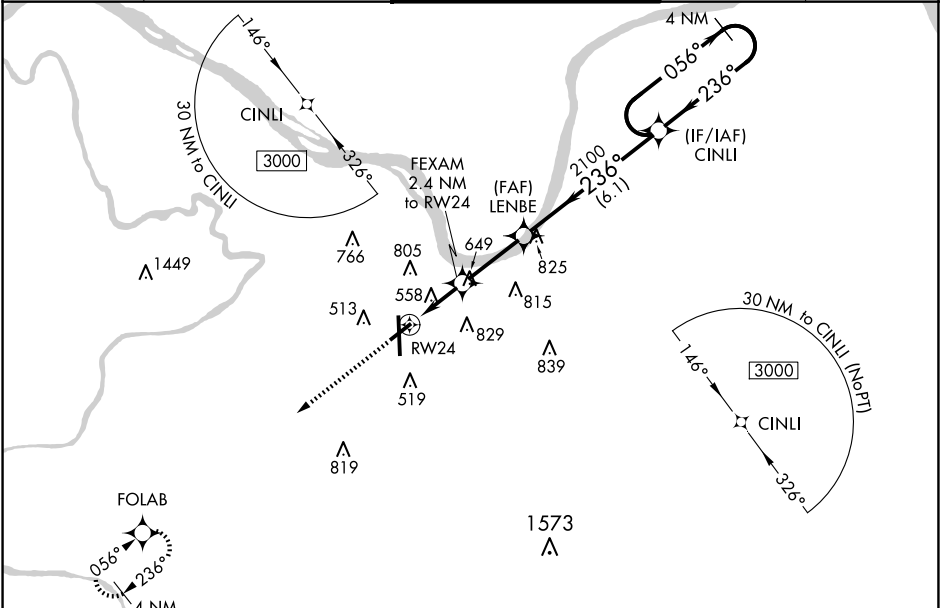 4 NM
056°
236°
(IF/IAF)
CINLI
146°
CINLI
326°
30 NM to CINLI
3000
2100
236°
(6.1)
FEXAM
2.4 NM
to RW24
(FAF)
LENBE
649
825
766
805
1449
558
815
513
829
RW24
839
519
819
30 NM to CINLI (NoPT)
146°
3000
CINLI
326°
FOLAB
056°
236°
4 NM
1573